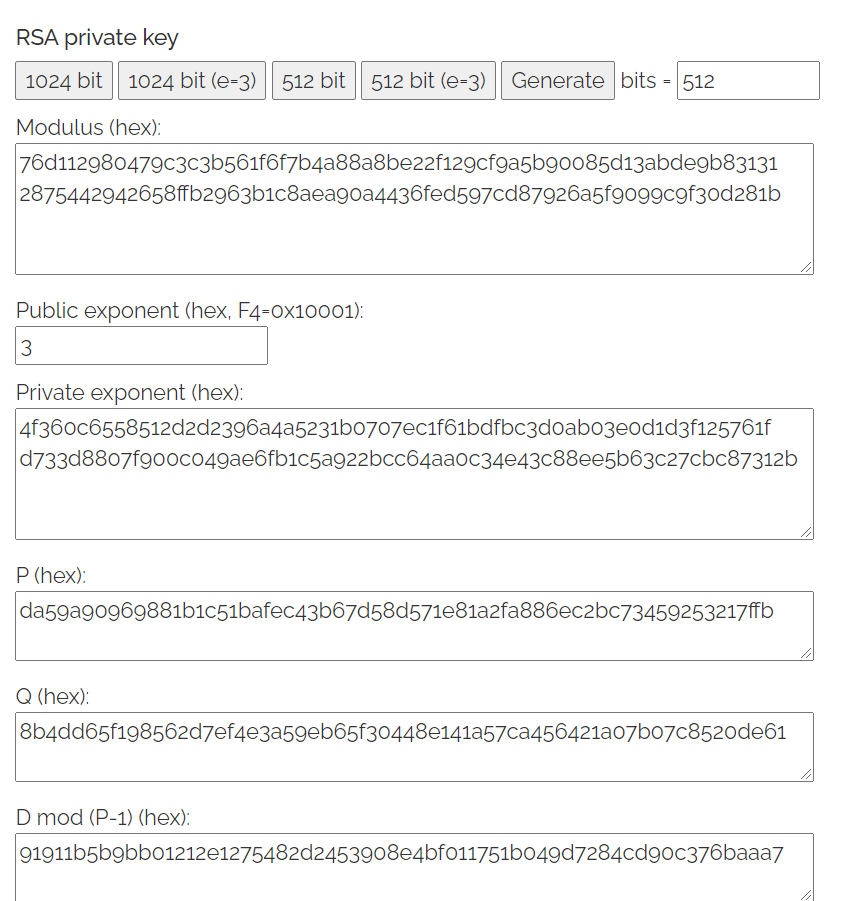 RSA private key
1024 bit 1024 bit (e=3) 512 bit 512 bit (e=3) Generate bits = 512
Modulus (hex):
76d112980479c3c3b561f6f7b4a88a8be22f129cf9a5b90085d13abde9b83131
2875442942658ffb2963b1c8aea90a4436fed597cd87926a5f9099c9f30d281b
Public exponent (hex, F4=0x10001):
3
Private exponent (hex):
4f360c6558512d2d2396a4a5231b0707ec1f61bdfbc3d0ab03e0d1d3f125761f
d733d8807f900c049ae6fb1c5a922bcc64aa0c34e43c88ee5b63c27cbc87312b
P (hex):
da59a90969881b1c51bafec43b67d58d571e81a2fa886ec2bc73459253217ffb
Q (hex):
8b4dd65f198562d7ef4e3a59eb65f30448e141a57ca456421a07b07c8520de61
D mod (P-1) (hex):
91911b5b9bb01212e1275482d2453908e4bf011751b049d7284cd90c376baaa7